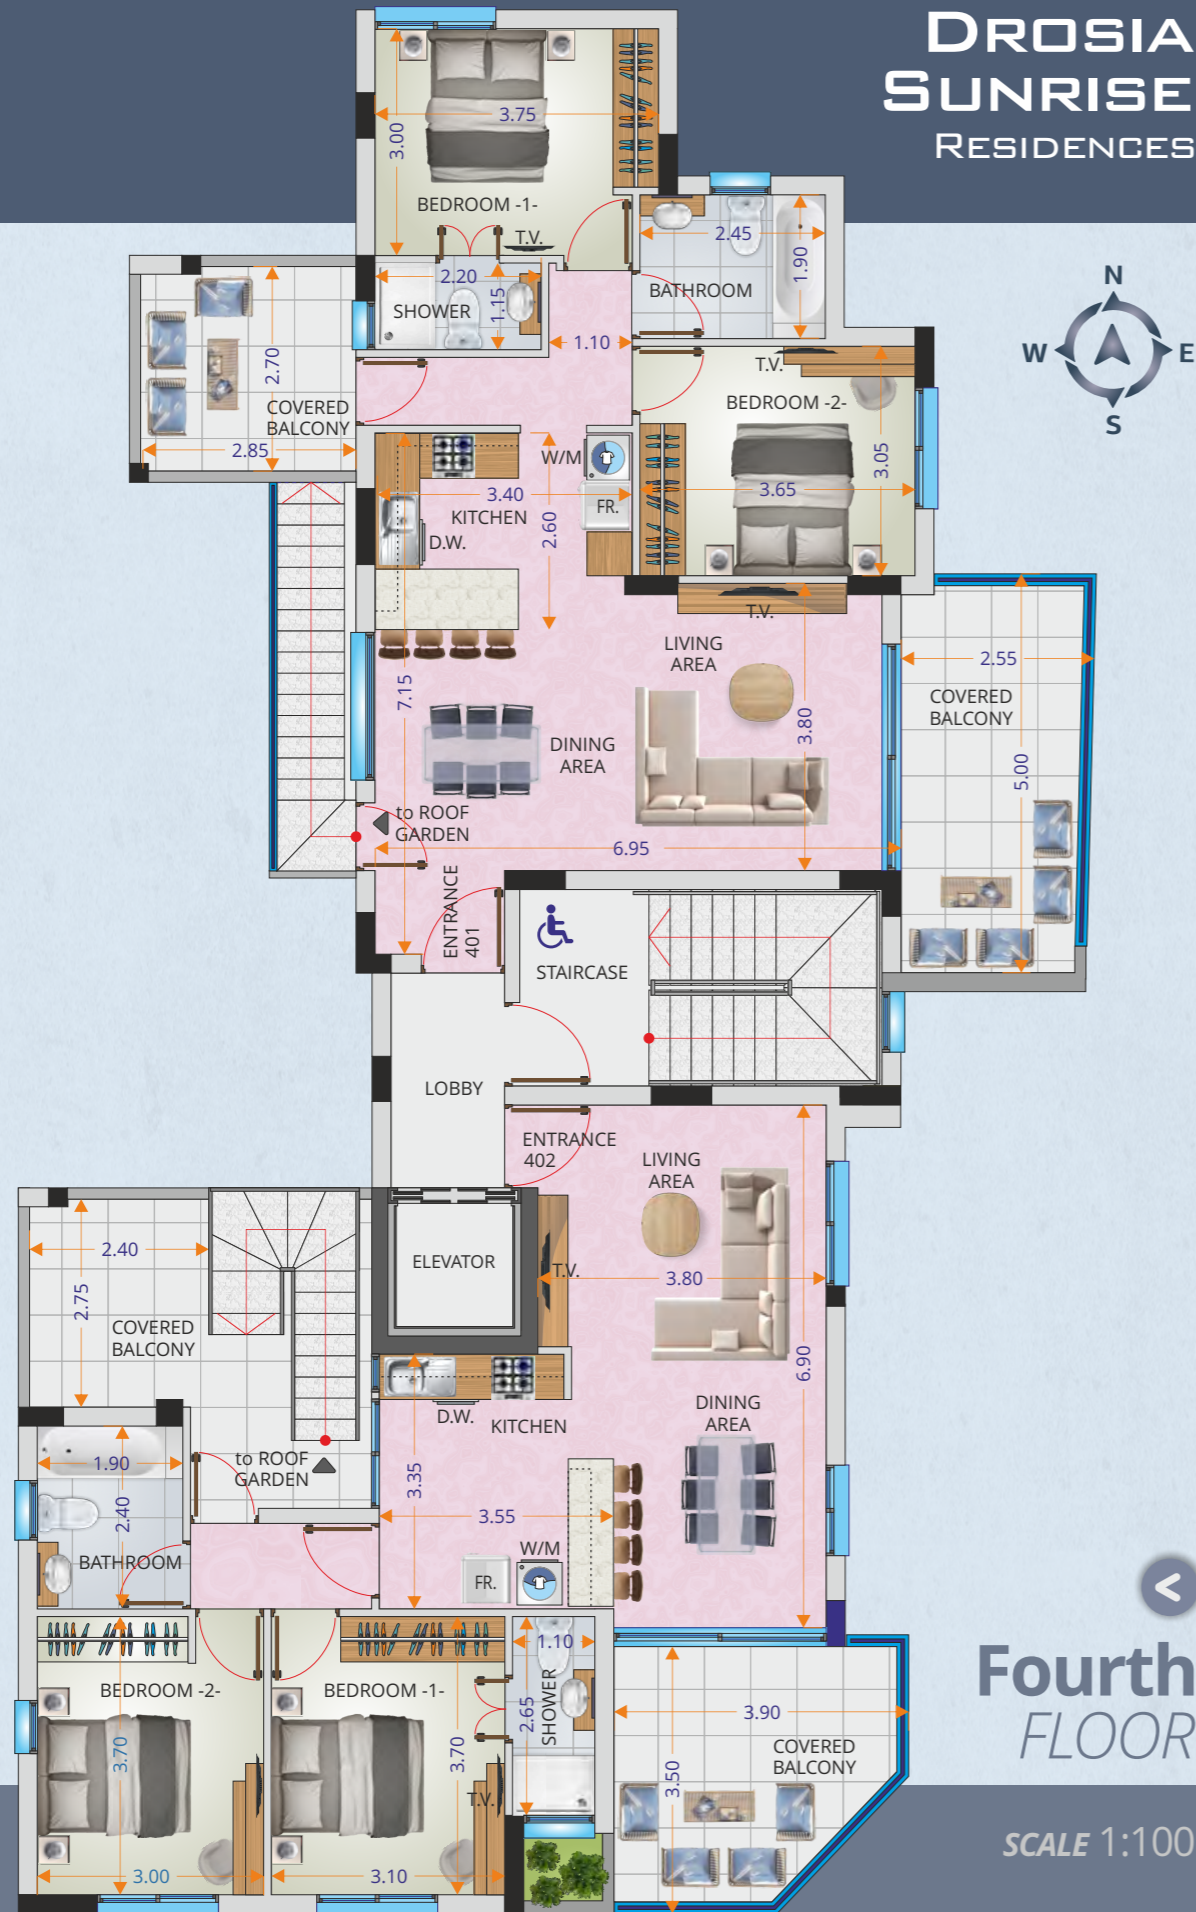 DROSIA
SUNRISE
RESIDENCES
N
W
E
S
3.75
3.00
BEDROOM -1-
T.V.
2.20
SHOWER
1.15
2.45
1.90
BATHROOM
1.10
2.70
COVERED
BALCONY
2.85
T.V.
BEDROOM -2-
3.05
3.65
W/M
3.40
KITCHEN
FR.
2.60
D.W.
T.V.
LIVING
AREA
7.15
3.80
DINING
AREA
2.55
COVERED
BALCONY
5.00
to ROOF
GARDEN
6.95
ENTRANCE
401
STAIRCASE
LOBBY
ENTRANCE
402
LIVING
AREA
2.40
2.75
COVERED
BALCONY
ELEVATOR
T.V.
3.80
6.90
DINING
AREA
D.W.
KITCHEN
to ROOF
GARDEN
1.90
2.40
3.35
3.55
BATHROOM
W/M
FR.
<
BEDROOM -2-
BEDROOM -1-
1.10
2.65
SHOWER
3.70
3.70
T.V.
3.00
3.10
3.90
COVERED
BALCONY
3.50
Fourth
FLOOR
SCALE 1:100